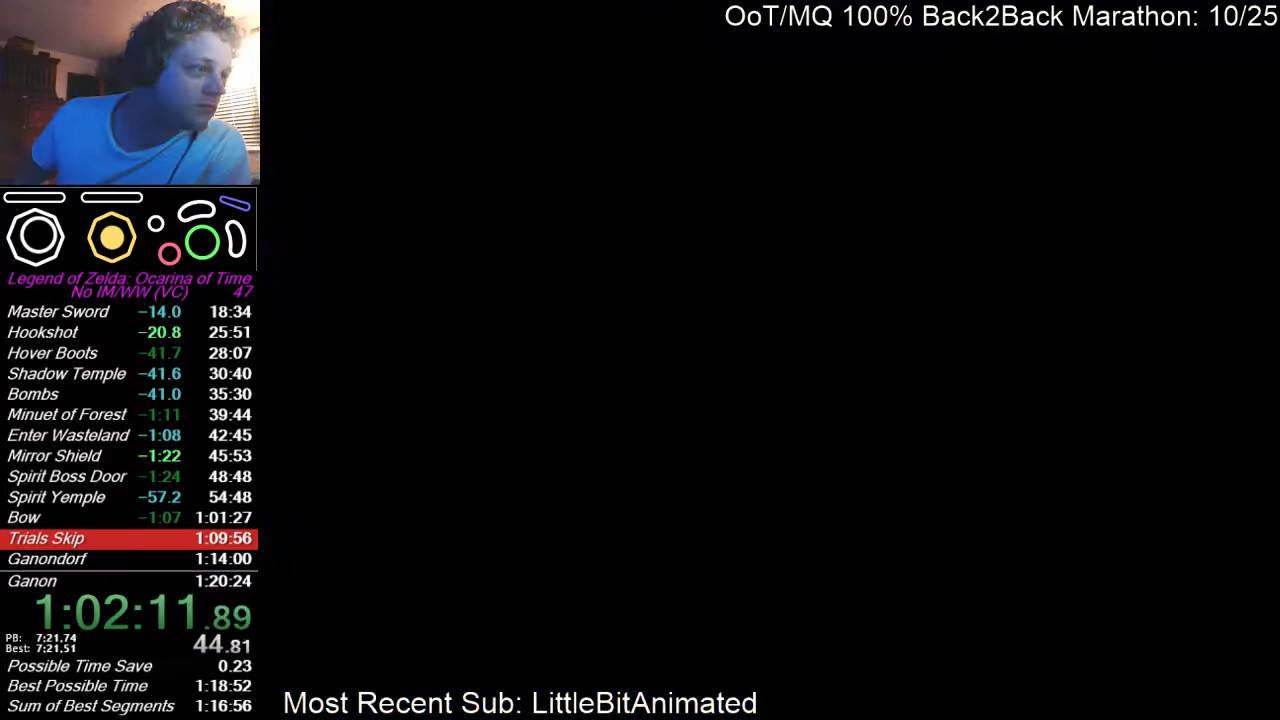 OoT/MQ 100% Back2Back Marathon: 10/25
Legend of Zelda: Ocarina of Time
No IM/WW (VC) 47
Master Sword -14.0 18:34
Hookshot -20.8 25:51
Hover Boots -41.7 28:07
Shadow Temple -41.6 30:40
Bombs -41.0 35:30
Minuet of Forest -1:11 39:44
Enter Wasteland -1:08 42:45
Mirror Shield -1:22 45:53
Spirit Boss Door -1:24 48:48
Spirit Yemple -57.2 54:48
Bow -1:07 1:01:27
Trials Skip 1:09:56
Ganondorf 1:14:00
Ganon 1:20:24
1:02:11.89
PB: 7:21.74
Best: 7:21.51
44.81
Possible Time Save 0.23
Best Possible Time 1:18:52
Sum of Best Segments 1:16:56
Most Recent Sub: LittleBitAnimated